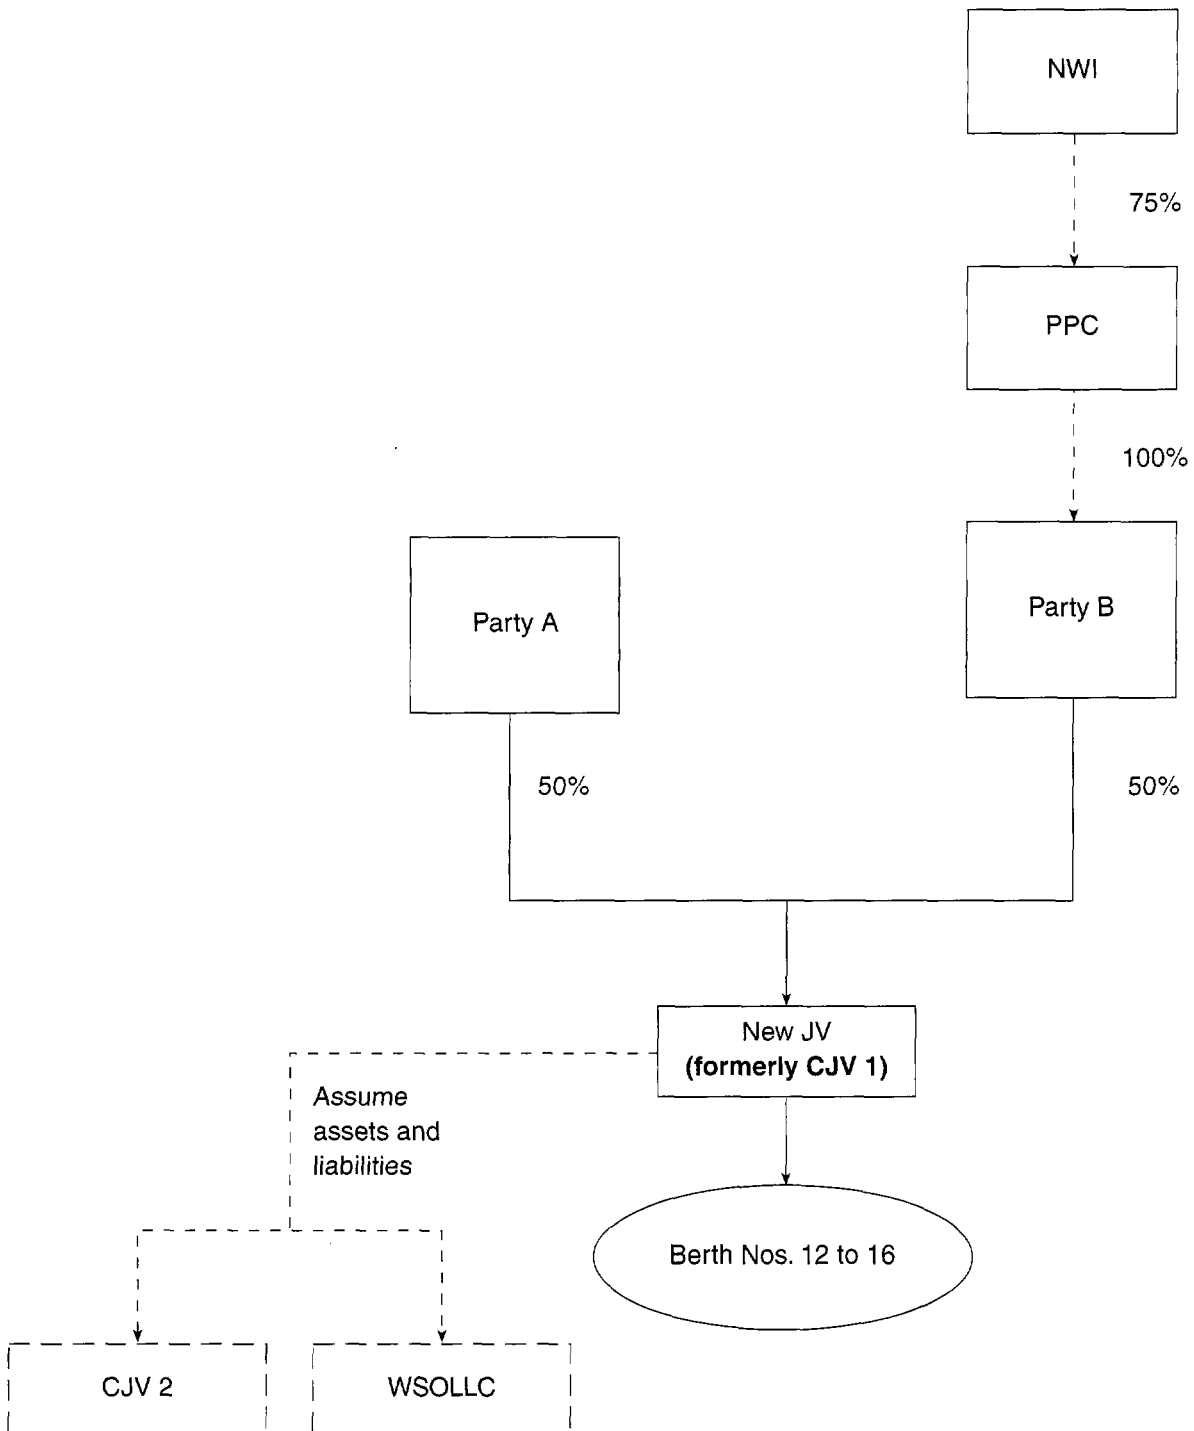 NWI
75%
PPC
100%
Party A
Party B
50%
50%
New JV
(formerly CJV 1)
Assume
assets and
liabilities
Berth Nos. 12 to 16
CJV 2
WSOLLC